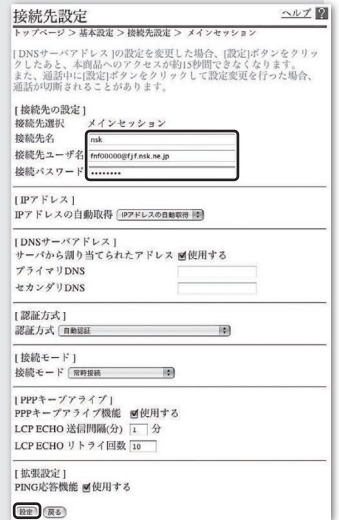 接続先設定 ヘルプ ?
トップページ > 基本設定 > 接続先設定 > メインセッション
[DNSサーバアドレス]の設定を変更した場合、[設定]ボタンをクリッ
クしたあと、本商品へのアクセスが約15秒間できなくなります。
また、通話中に[設定]ボタンをクリックして設定変更を行った場合、
通話が切断されることがあります。
[接続先の設定]
接続先選択 メインセッション
接続先名 nsk
接続先ユーザ名 fnf00000@fjf.nsk.ne.jp
接続パスワード ••••••••
[IPアドレス]
IPアドレスの自動取得 IPアドレスの自動取得
[DNSサーバアドレス]
サーバから割り当てられたアドレス 使用する
プライマリDNS
セカンダリDNS
[認証方式]
認証方式 自動認証
[接続モード]
接続モード 常時接続
[PPPキープアライブ]
PPPキープアライブ機能 使用する
LCP ECHO 送信間隔(分) 1 分
LCP ECHO リトライ回数 10
[拡張設定]
PING応答機能 使用する
設定 戻る